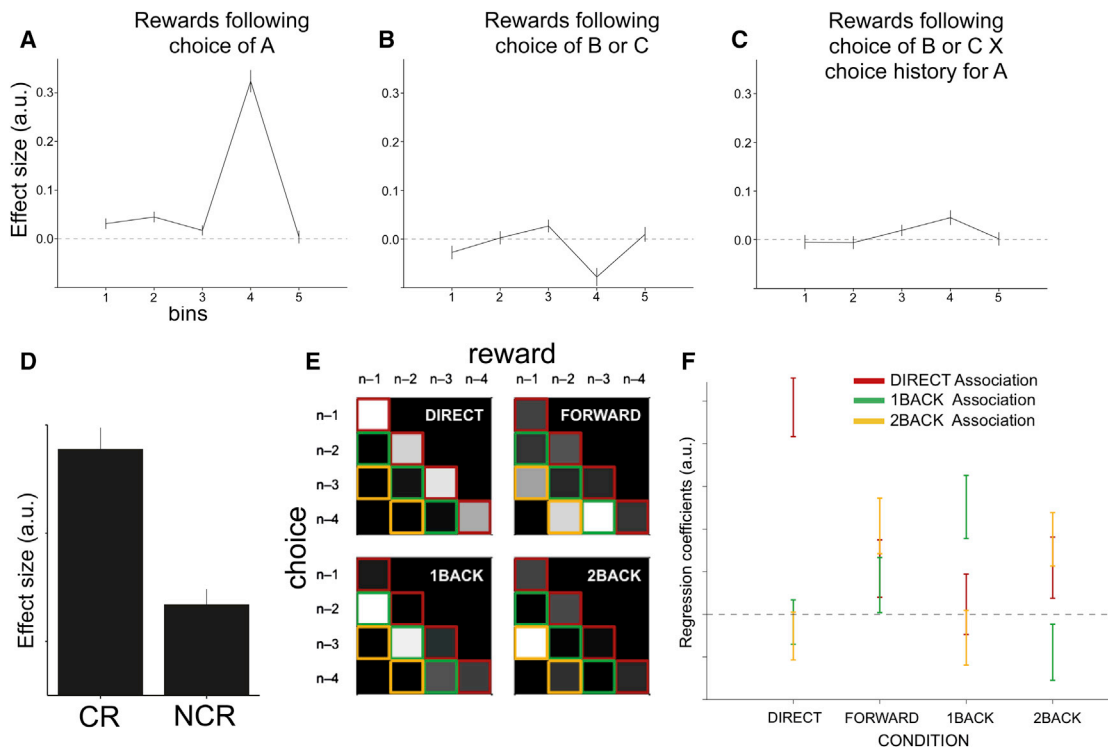 A
Rewards following
choice of A
B
Rewards following
choice of B or C
C
Rewards following
choice of B or C X
choice history for A
Effect size (a.u.)
0.3
0.2
0.1
0.0
1 2 3 4 5
bins
0.3
0.2
0.1
0.0
1 2 3 4 5
0.3
0.2
0.1
0.0
1 2 3 4 5
D
Effect size (a.u.)
CR NCR
E
reward
n–1 n–2 n–3 n–4 n–1 n–2 n–3 n–4
choice
n–1
n–2
n–3
n–4
DIRECT
FORWARD
n–1
n–2
n–3
n–4
1BACK
2BACK
F
Regression coefficients (a.u.)
DIRECT Association
1BACK Association
2BACK Association
DIRECT FORWARD 1BACK 2BACK
CONDITION